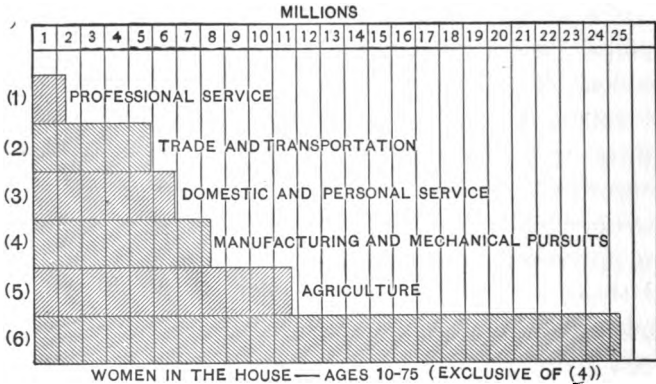 MILLIONS
1 2 3 4 5 6 7 8 9 10 11 12 13 14 15 16 17 18 19 20 21 22 23 24 25
(1) PROFESSIONAL SERVICE
(2) TRADE AND TRANSPORTATION
(3) DOMESTIC AND PERSONAL SERVICE
(4) MANUFACTURING AND MECHANICAL PURSUITS
(5) AGRICULTURE
(6)
WOMEN IN THE HOUSE — AGES 10-75 (EXCLUSIVE OF (4))